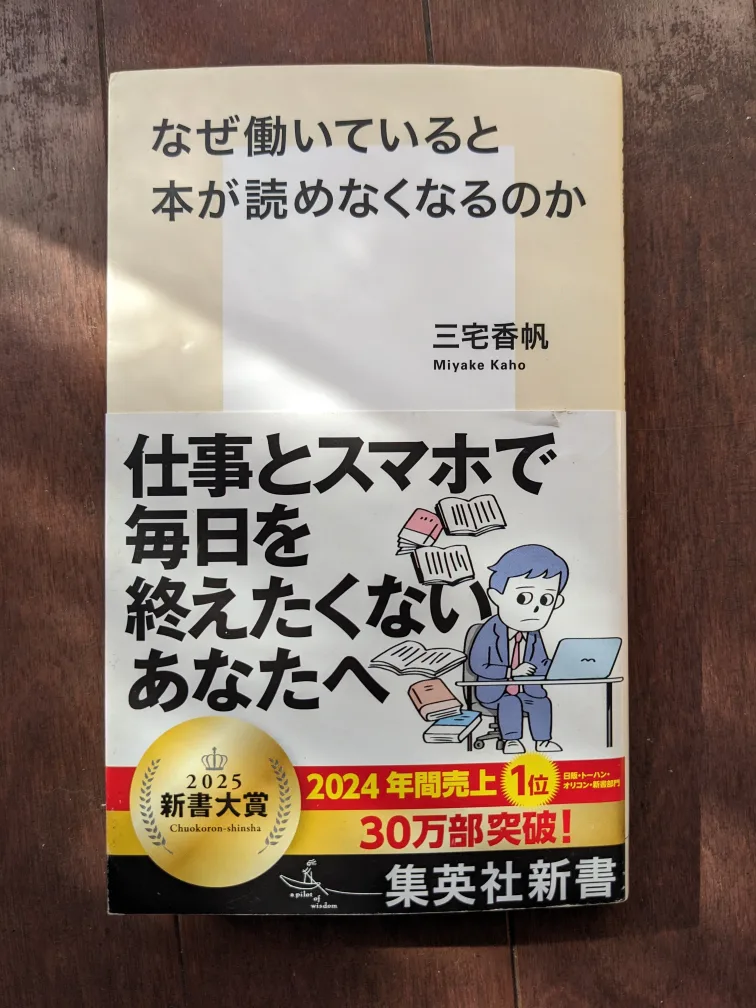 なぜ働いていると
本が読めなくなるのか
三宅香帆
Miyake Kaho
仕事とスマホで
毎日を
終えたくない
あなたへ
2025
新書大賞
Chuokoron-shinsha
2024 年間売上 1位
日販・トーハン・
オリコン・新書部門
30万部突破!
a pilot
of
wisdom
集英社新書